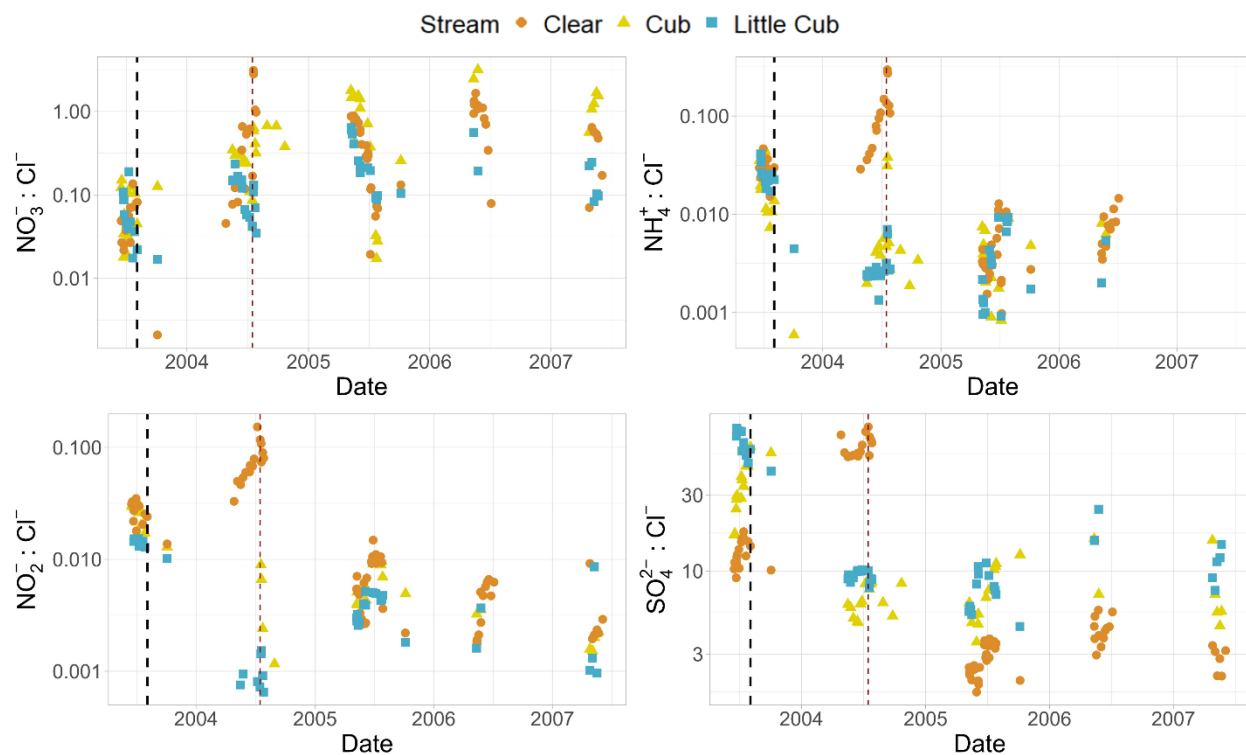 Stream Clear Cub Little Cub
NO₃⁻ : Cl⁻
1.00
0.10
0.01
2004 2005 2006 2007
Date
NH₄⁺ : Cl⁻
0.100
0.010
0.001
2004 2005 2006 2007
Date
NO₂⁻ : Cl⁻
0.100
0.010
0.001
2004 2005 2006 2007
Date
SO₄²⁻ : Cl⁻
30
10
3
2004 2005 2006 2007
Date